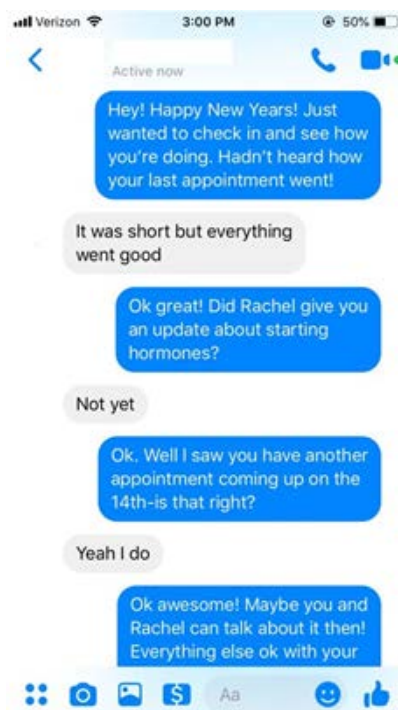 Verizon 3:00 PM 50%
Active now
Hey! Happy New Years! Just
wanted to check in and see how
you're doing. Hadn't heard how
your last appointment went!
It was short but everything
went good
Ok great! Did Rachel give you
an update about starting
hormones?
Not yet
Ok. Well I saw you have another
appointment coming up on the
14th-is that right?
Yeah I do
Ok awesome! Maybe you and
Rachel can talk about it then!
Everything else ok with your
$ Aa